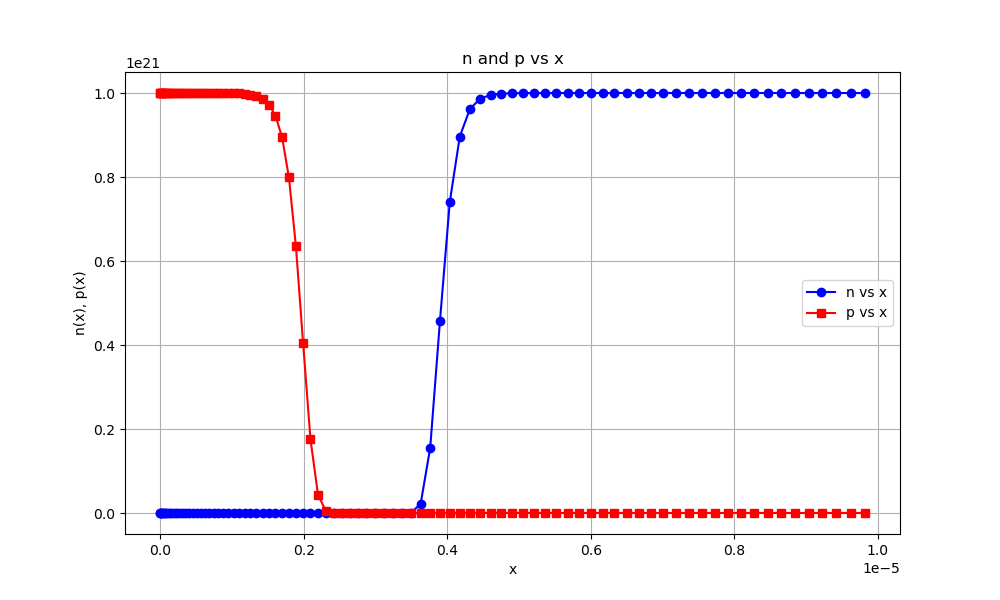 n and p vs x
1e21
1.0
0.8
0.6
0.4
0.2
0.0
n(x), p(x)
n vs x
p vs x
0.0 0.2 0.4 0.6 0.8 1.0
1e−5
x